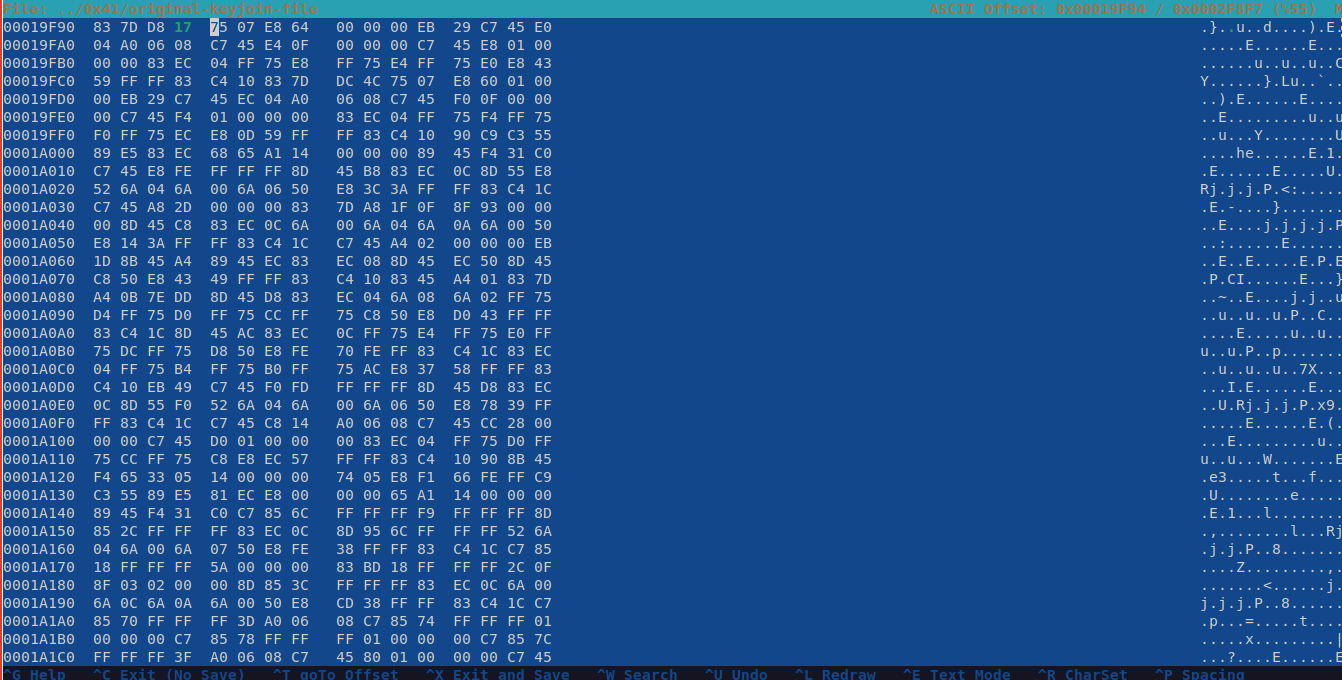 File: ../0x41/original-keyjoin-file ASCII Offset: 0x00019F94 / 0x0002F8F7 (%55) M
00019F90 83 7D D8 17 75 07 E8 64 00 00 00 EB 29 C7 45 E0 .}..u..d....).E.
00019FA0 04 A0 06 08 C7 45 E4 0F 00 00 00 C7 45 E8 01 00 .....E......E...
00019FB0 00 00 83 EC 04 FF 75 E8 FF 75 E4 FF 75 E0 E8 43 ......u..u..u..C
00019FC0 59 FF FF 83 C4 10 83 7D DC 4C 75 07 E8 60 01 00 Y......}.Lu..`..
00019FD0 00 EB 29 C7 45 EC 04 A0 06 08 C7 45 F0 0F 00 00 ..).E......E....
00019FE0 00 C7 45 F4 01 00 00 00 83 EC 04 FF 75 F4 FF 75 ..E.........u..u
00019FF0 F0 FF 75 EC E8 0D 59 FF FF 83 C4 10 90 C9 C3 55 ..u...Y........U
0001A000 89 E5 83 EC 68 65 A1 14 00 00 00 89 45 F4 31 C0 ....he......E.1.
0001A010 C7 45 E8 FE FF FF FF 8D 45 B8 83 EC 0C 8D 55 E8 .E......E.....U.
0001A020 52 6A 04 6A 00 6A 06 50 E8 3C 3A FF FF 83 C4 1C Rj.j.j.P.<:.....
0001A030 C7 45 A8 2D 00 00 00 83 7D A8 1F 0F 8F 93 00 00 .E.-....}.......
0001A040 00 8D 45 C8 83 EC 0C 6A 00 6A 04 6A 0A 6A 00 50 ..E....j.j.j.j.P
0001A050 E8 14 3A FF FF 83 C4 1C C7 45 A4 02 00 00 00 EB ..:......E......
0001A060 1D 8B 45 A4 89 45 EC 83 EC 08 8D 45 EC 50 8D 45 ..E..E.....E.P.E
0001A070 C8 50 E8 43 49 FF FF 83 C4 10 83 45 A4 01 83 7D .P.CI......E...}
0001A080 A4 0B 7E DD 8D 45 D8 83 EC 04 6A 08 6A 02 FF 75 ..~..E....j.j..u
0001A090 D4 FF 75 D0 FF 75 CC FF 75 C8 50 E8 D0 43 FF FF ..u..u..u.P..C..
0001A0A0 83 C4 1C 8D 45 AC 83 EC 0C FF 75 E4 FF 75 E0 FF ....E.....u..u..
0001A0B0 75 DC FF 75 D8 50 E8 FE 70 FE FF 83 C4 1C 83 EC u..u.P..p.......
0001A0C0 04 FF 75 B4 FF 75 B0 FF 75 AC E8 37 58 FF FF 83 ..u..u..u..7X...
0001A0D0 C4 10 EB 49 C7 45 F0 FD FF FF FF 8D 45 D8 83 EC ...I.E......E...
0001A0E0 0C 8D 55 F0 52 6A 04 6A 00 6A 06 50 E8 78 39 FF ..U.Rj.j.j.P.x9.
0001A0F0 FF 83 C4 1C C7 45 C8 14 A0 06 08 C7 45 CC 28 00 .....E......E.(.
0001A100 00 00 C7 45 D0 01 00 00 00 83 EC 04 FF 75 D0 FF ...E.........u..
0001A110 75 CC FF 75 C8 E8 EC 57 FF FF 83 C4 10 90 8B 45 u..u...W.......E
0001A120 F4 65 33 05 14 00 00 00 74 05 E8 F1 66 FE FF C9 .e3.....t...f...
0001A130 C3 55 89 E5 81 EC E8 00 00 00 65 A1 14 00 00 00 .U........e.....
0001A140 89 45 F4 31 C0 C7 85 6C FF FF FF F9 FF FF FF 8D .E.1...l........
0001A150 85 2C FF FF FF 83 EC 0C 8D 95 6C FF FF FF 52 6A .,........l...Rj
0001A160 04 6A 00 6A 07 50 E8 FE 38 FF FF 83 C4 1C C7 85 .j.j.P..8.......
0001A170 18 FF FF FF 5A 00 00 00 83 BD 18 FF FF FF 2C 0F ....Z.........,.
0001A180 8F 03 02 00 00 8D 85 3C FF FF FF 83 EC 0C 6A 00 .......<......j.
0001A190 6A 0C 6A 0A 6A 00 50 E8 CD 38 FF FF 83 C4 1C C7 j.j.j.P..8......
0001A1A0 85 70 FF FF FF 3D A0 06 08 C7 85 74 FF FF FF 01 .p...=.....t....
0001A1B0 00 00 00 C7 85 78 FF FF FF 01 00 00 00 C7 85 7C .....x.........|
0001A1C0 FF FF FF 3F A0 06 08 C7 45 80 01 00 00 00 C7 45 ...?....E......E
^G Help ^C Exit (No Save) ^T goTo Offset ^X Exit and Save ^W Search ^U Undo ^L Redraw ^E Text Mode ^R CharSet ^P Spacing